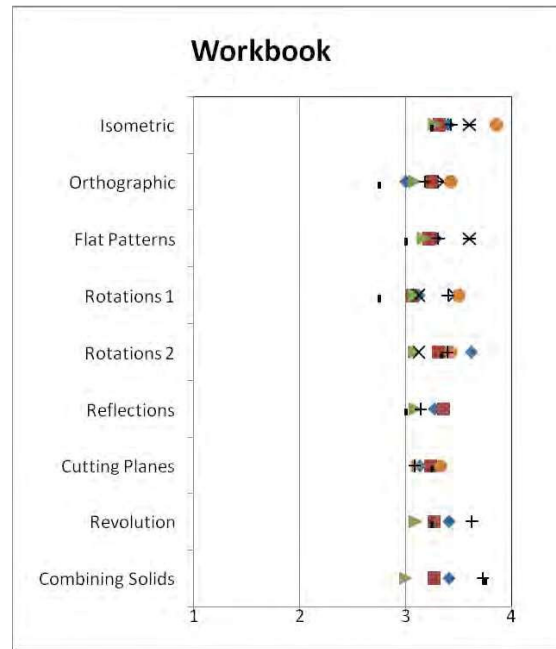 Workbook
Isometric
Orthographic
Flat Patterns
Rotations 1
Rotations 2
Reflections
Cutting Planes
Revolution
Combining Solids
1 2 3 4